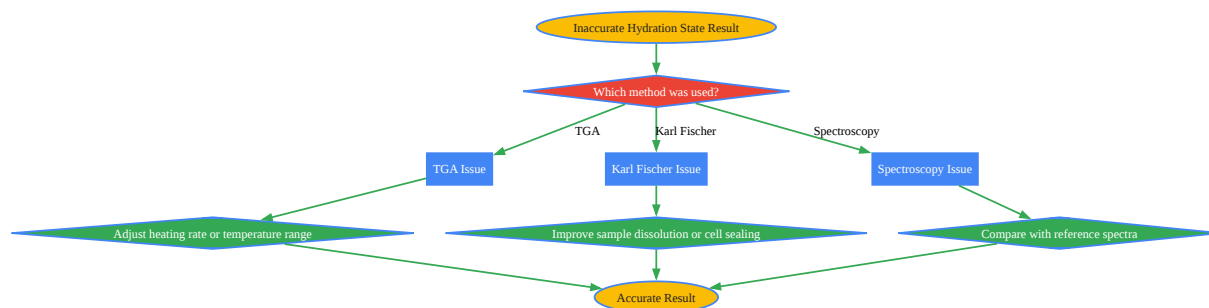 Inaccurate Hydration State Result
Which method was used?
TGA
Karl Fischer
Spectroscopy
TGA Issue
Karl Fischer Issue
Spectroscopy Issue
Adjust heating rate or temperature range
Improve sample dissolution or cell sealing
Compare with reference spectra
Accurate Result